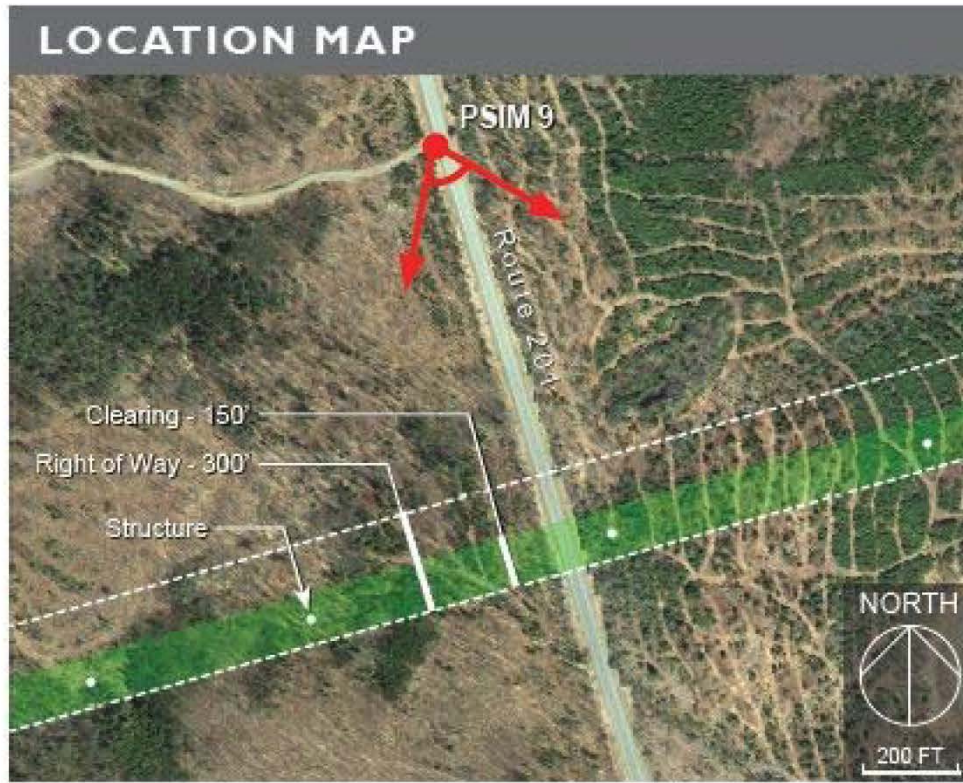 LOCATION MAP
PSIM 9
Route 201
Clearing - 150'
Right of Way - 300'
Structure
NORTH
200 FT